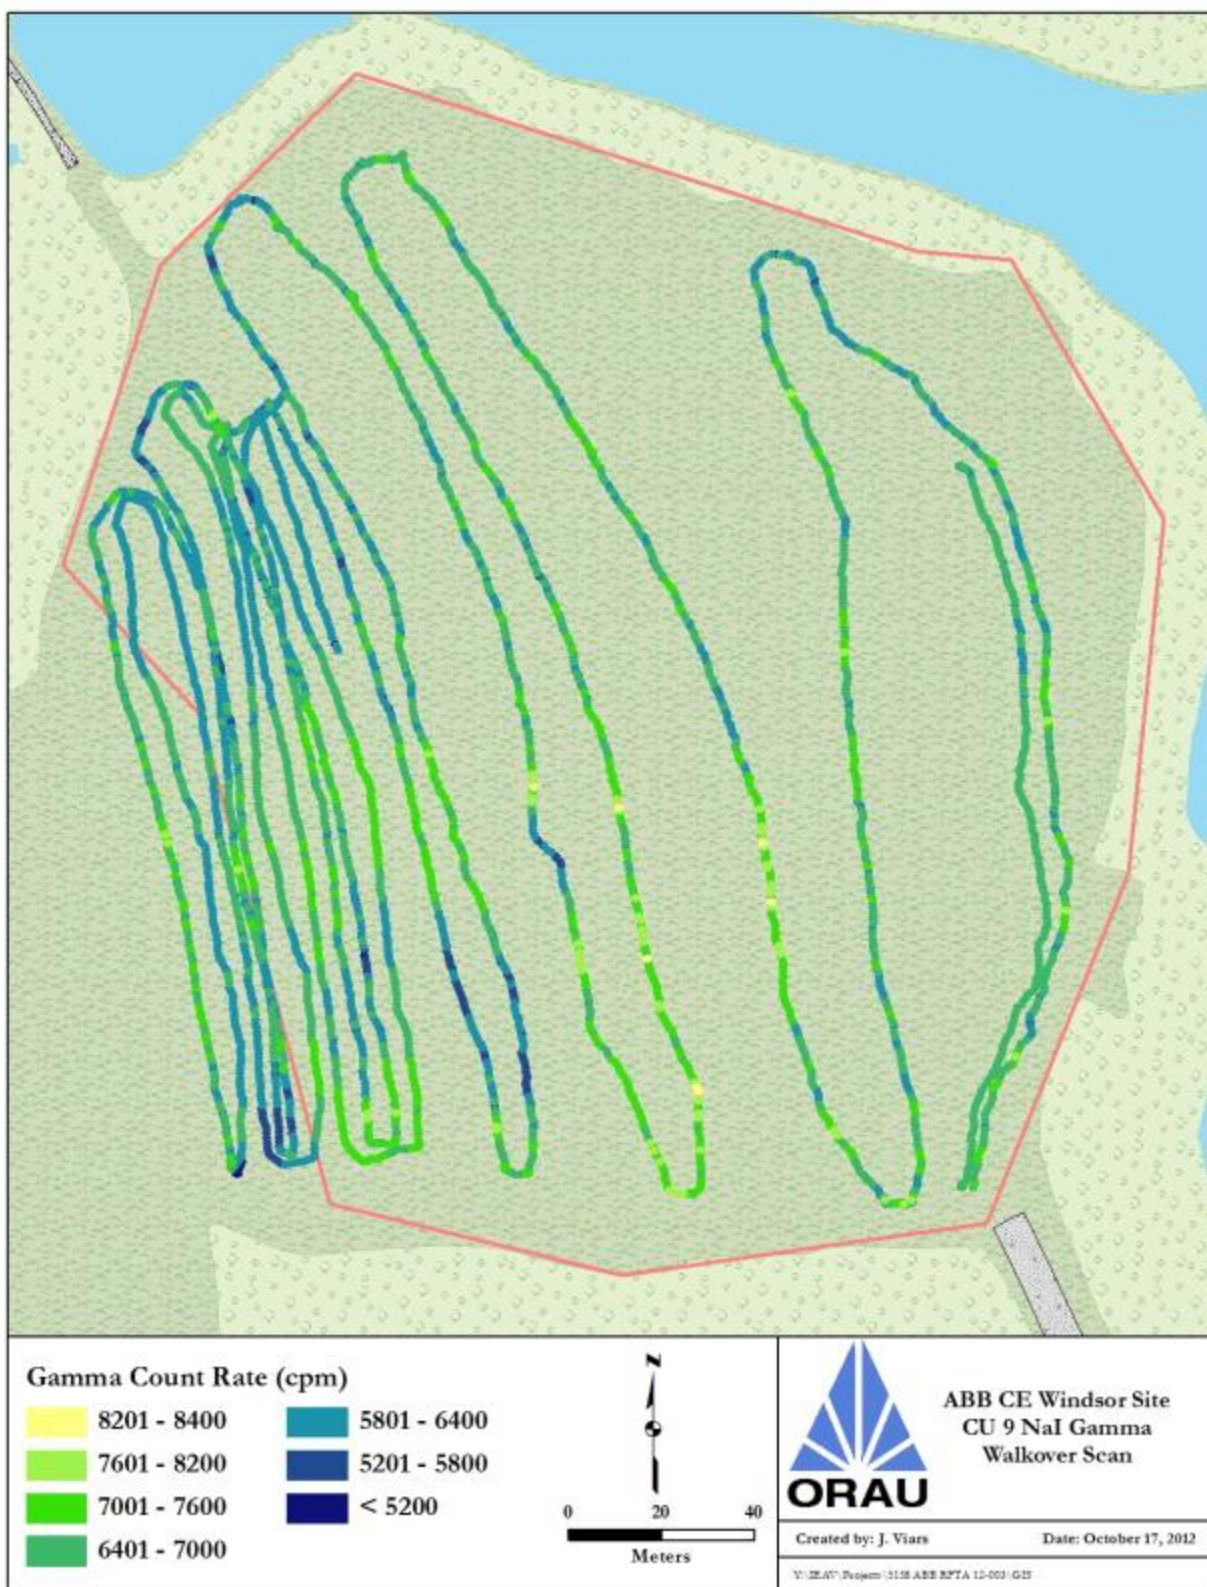 Gamma Count Rate (cpm)
8201 - 8400
7601 - 8200
7001 - 7600
6401 - 7000
5801 - 6400
5201 - 5800
< 5200
N
0 20 40
Meters
ORAU
ABB CE Windsor Site
CU 9 NaI Gamma
Walkover Scan
Created by: J. Viars Date: October 17, 2012